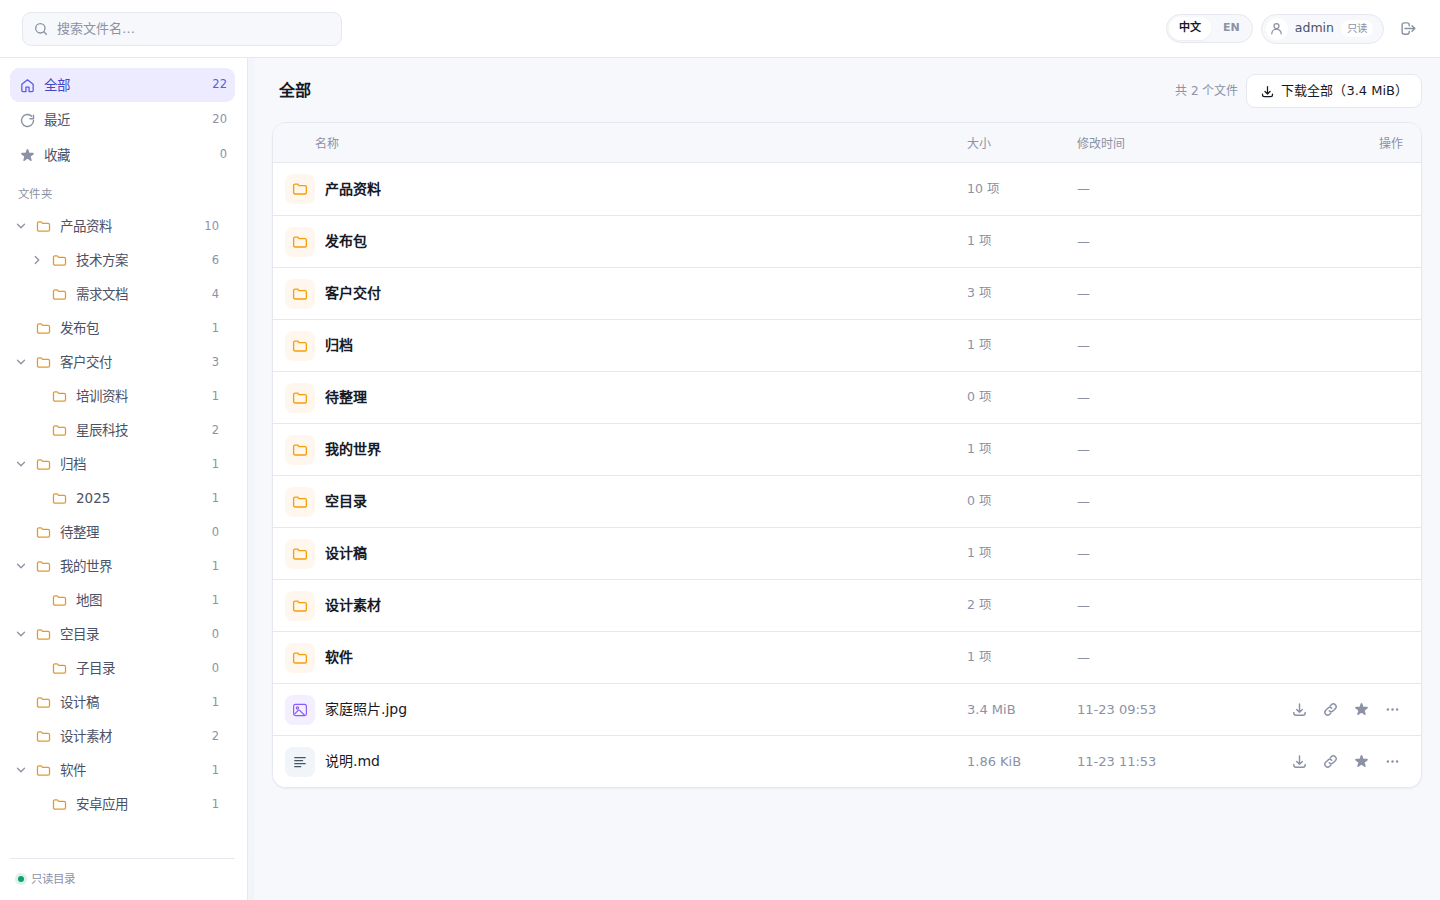 搜索文件名...
中文 EN admin 只读
全部 22
最近 20
收藏 0
文件夹
产品资料 10
技术方案 6
需求文档 4
发布包 1
客户交付 3
培训资料 1
星辰科技 2
归档 1
2025 1
待整理 0
我的世界 1
地图 1
空目录 0
子目录 0
设计稿 1
设计素材 2
软件 1
安卓应用 1
只读目录
全部 共 2 个文件 下载全部（3.4 MiB）
名称 大小 修改时间 操作
产品资料 10 项 —
发布包 1 项 —
客户交付 3 项 —
归档 1 项 —
待整理 0 项 —
我的世界 1 项 —
空目录 0 项 —
设计稿 1 项 —
设计素材 2 项 —
软件 1 项 —
家庭照片.jpg 3.4 MiB 11-23 09:53
说明.md 1.86 KiB 11-23 11:53